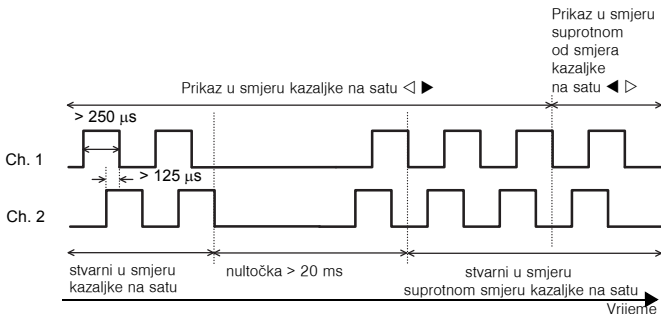 Prikaz u smjeru
suprotnom
od smjera
kazaljke
na satu ◀ ▷
Prikaz u smjeru kazaljke na satu ◁ ▶
> 250 µs
Ch. 1
> 125 µs
Ch. 2
stvarni u smjeru
kazaljke na satu
nultočka > 20 ms
stvarni u smjeru
suprotnom smjeru kazaljke na satu
Vrijeme